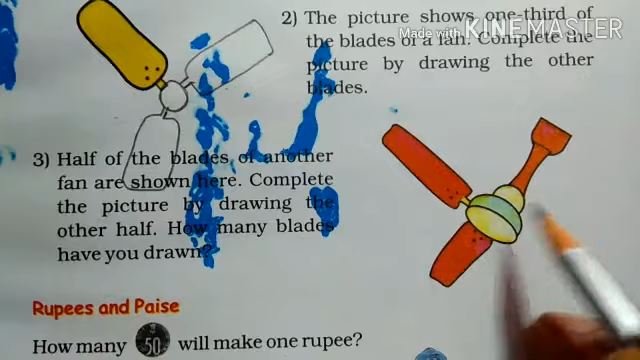 Made with KINEMASTER
2) The picture shows one-third of
the blades of a fan. Complete the
picture by drawing the other
blades.
3) Half of the blades of another
fan are shown here. Complete
the picture by drawing the
other half. How many blades
have you drawn?
Rupees and Paise
How many 50 will make one rupee?